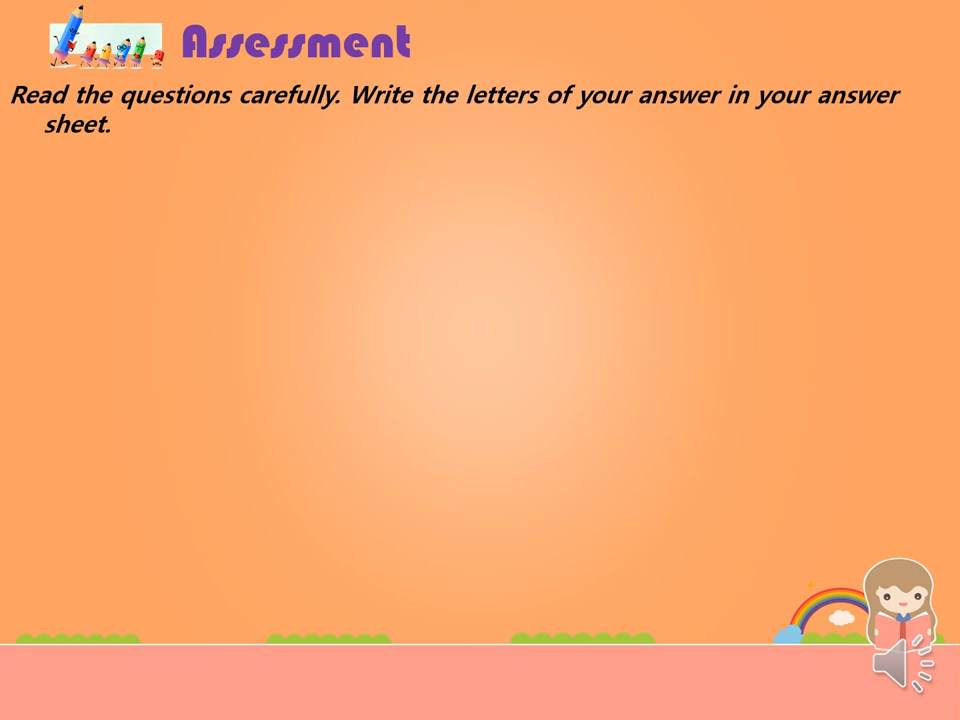 Assessment
Read the questions carefully. Write the letters of your answer in your answer
sheet.